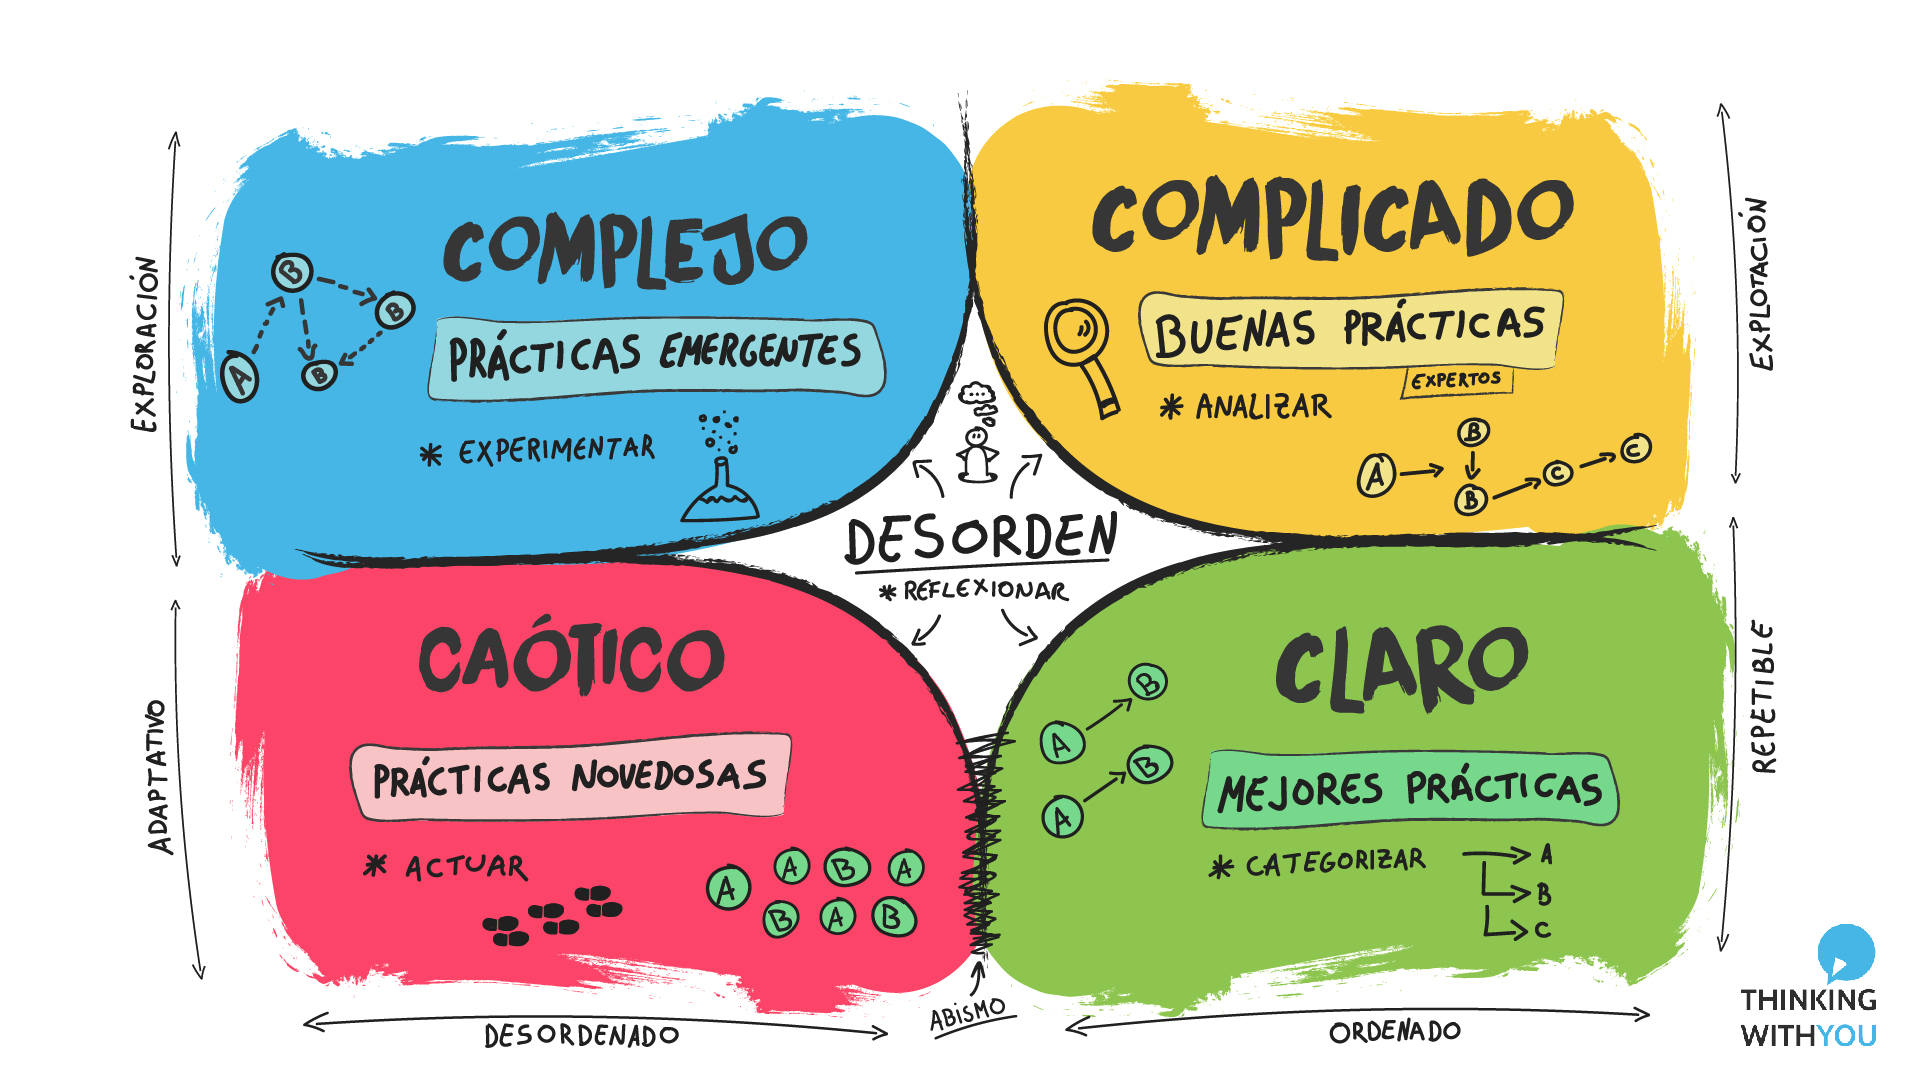 EXPLORACIÓN
COMPLEJO
B
B
A
B
PRÁCTICAS EMERGENTES
* EXPERIMENTAR
COMPLICADO
BUENAS PRÁCTICAS
EXPERTOS
* ANALIZAR
B
A
B
C
C
EXPLOTACIÓN
DESORDEN
* REFLEXIONAR
ADAPTATIVO
CAÓTICO
PRÁCTICAS NOVEDOSAS
* ACTUAR
A
A B A
B A B
CLARO
B
A
B
A
MEJORES PRÁCTICAS
* CATEGORIZAR
A
B
C
REPETIBLE
DESORDENADO
ABISMO
ORDENADO
THINKING
WITHYOU